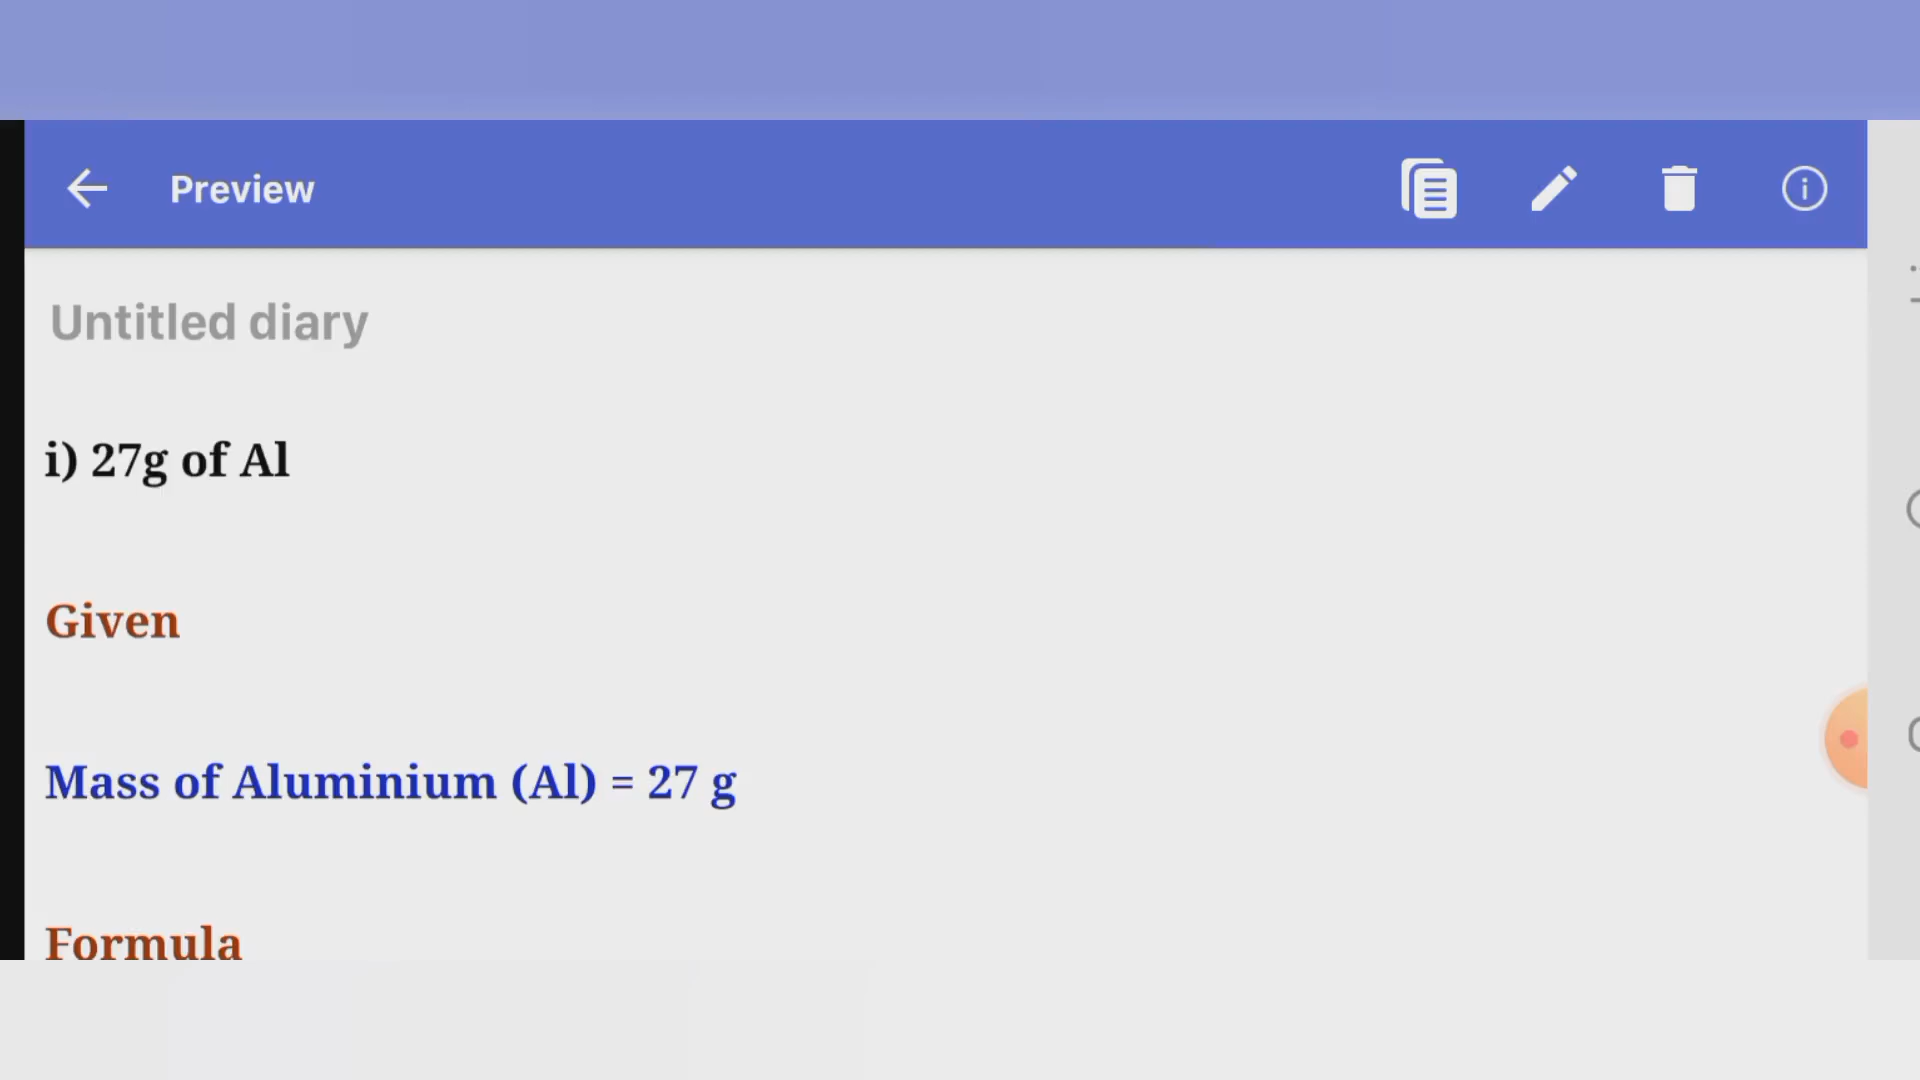 Preview
Untitled diary
i) 27g of Al
Given
Mass of Aluminium (Al) = 27 g
Formula